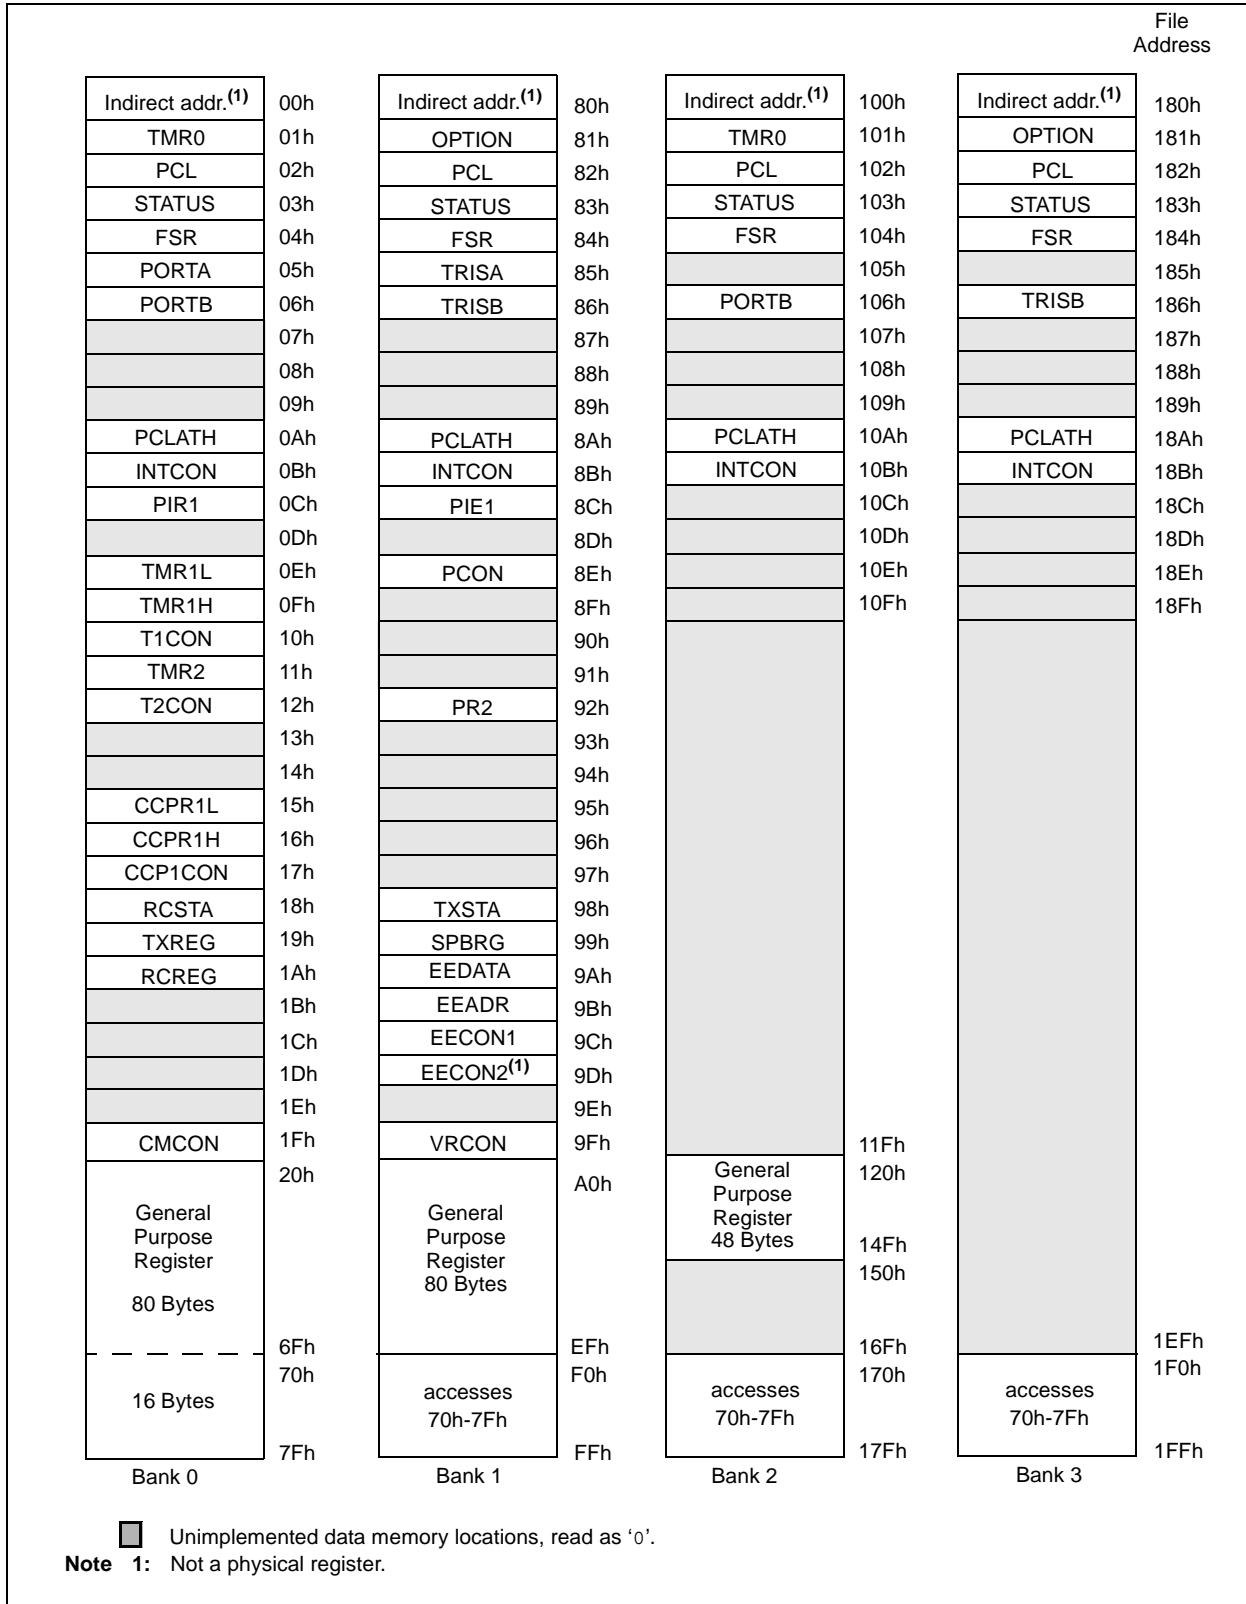 File
Address
Indirect addr.(1) 00h Indirect addr.(1) 80h Indirect addr.(1) 100h Indirect addr.(1) 180h
TMR0 01h OPTION 81h TMR0 101h OPTION 181h
PCL 02h PCL 82h PCL 102h PCL 182h
STATUS 03h STATUS 83h STATUS 103h STATUS 183h
FSR 04h FSR 84h FSR 104h FSR 184h
PORTA 05h TRISA 85h 105h 185h
PORTB 06h TRISB 86h PORTB 106h TRISB 186h
07h 87h 107h 187h
08h 88h 108h 188h
09h 89h 109h 189h
PCLATH 0Ah PCLATH 8Ah PCLATH 10Ah PCLATH 18Ah
INTCON 0Bh INTCON 8Bh INTCON 10Bh INTCON 18Bh
PIR1 0Ch PIE1 8Ch 10Ch 18Ch
0Dh 8Dh 10Dh 18Dh
TMR1L 0Eh PCON 8Eh 10Eh 18Eh
TMR1H 0Fh 8Fh 10Fh 18Fh
T1CON 10h 90h
TMR2 11h 91h
T2CON 12h PR2 92h
13h 93h
14h 94h
CCPR1L 15h 95h
CCPR1H 16h 96h
CCP1CON 17h 97h
RCSTA 18h TXSTA 98h
TXREG 19h SPBRG 99h
RCREG 1Ah EEDATA 9Ah
1Bh EEADR 9Bh
1Ch EECON1 9Ch
1Dh EECON2(1) 9Dh
1Eh 9Eh
CMCON 1Fh VRCON 9Fh 11Fh
20h A0h General 120h
Purpose
General General Register
Purpose Purpose 48 Bytes 14Fh
Register Register 150h
80 Bytes 80 Bytes
6Fh EFh 16Fh 1EFh
70h F0h 170h 1F0h
16 Bytes accesses accesses accesses
70h-7Fh 70h-7Fh 70h-7Fh
7Fh FFh 17Fh 1FFh
Bank 0 Bank 1 Bank 2 Bank 3
Unimplemented data memory locations, read as ‘0’.
Note 1: Not a physical register.